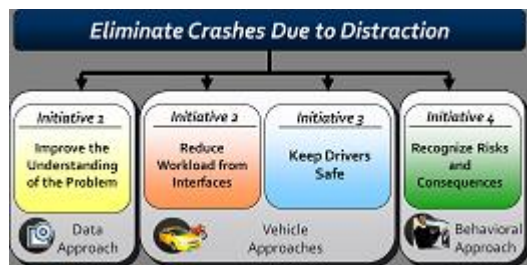 Eliminate Crashes Due to Distraction
Initiative 1
Improve the
Understanding
of the Problem
Data
Approach
Initiative 2
Reduce
Workload from
Interfaces
Initiative 3
Keep Drivers
Safe
Vehicle
Approaches
Initiative 4
Recognize Risks
and
Consequences
Behavioral
Approach